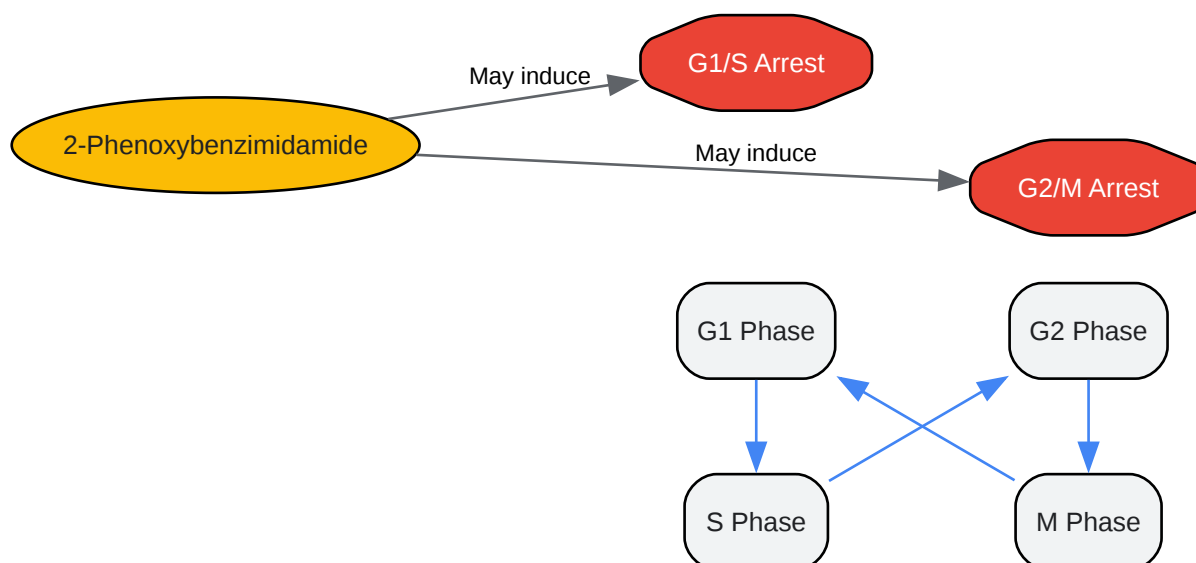 G1/S Arrest
May induce
2-Phenoxybenzimidamide
May induce
G2/M Arrest
G1 Phase
G2 Phase
S Phase
M Phase